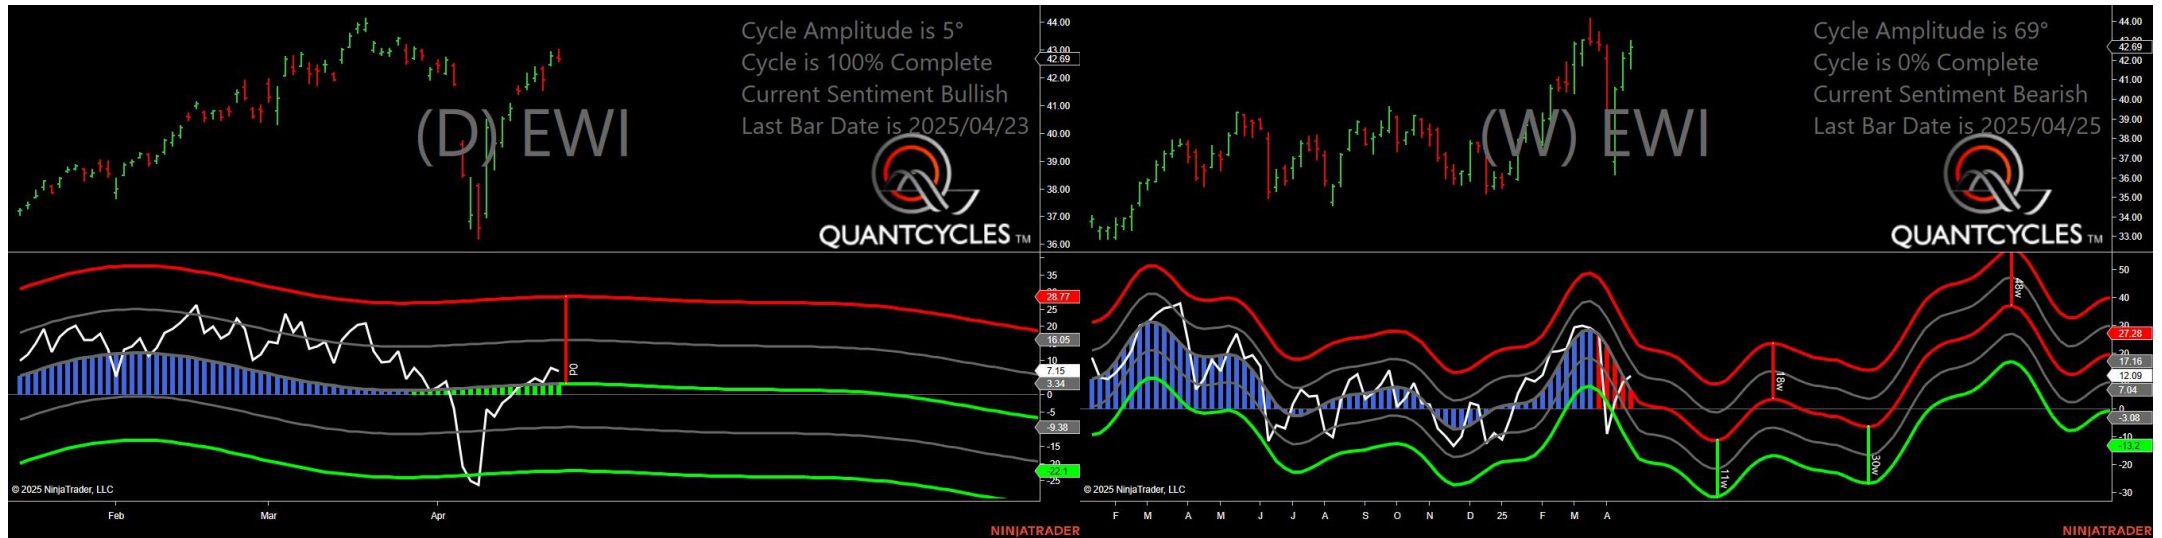 Cycle Amplitude is 5°
Cycle is 100% Complete
Current Sentiment Bullish
Last Bar Date is 2025/04/23
(D) EWI
QUANTCYCLES TM
44.00
43.00
42.69
42.00
41.00
40.00
39.00
38.00
37.00
36.00
35
28.77
25
20
16.05
10
7.15
3.34
0
-5
-9.38
-15
-22.1
-25
P0
© 2025 NinjaTrader, LLC
Feb Mar Apr
NINJATRADER
Cycle Amplitude is 69°
Cycle is 0% Complete
Current Sentiment Bearish
Last Bar Date is 2025/04/25
(W) EWI
QUANTCYCLES TM
44.00
42.69
42.00
41.00
40.00
39.00
38.00
37.00
36.00
35.00
34.00
33.00
50
40
27.28
20
17.16
12.09
7.04
0
-3.08
-10
-13.2
-20
-30
11w
18w
30w
48w
© 2025 NinjaTrader, LLC
F M A M J J A S O N D 25 F M A
NINJATRADER